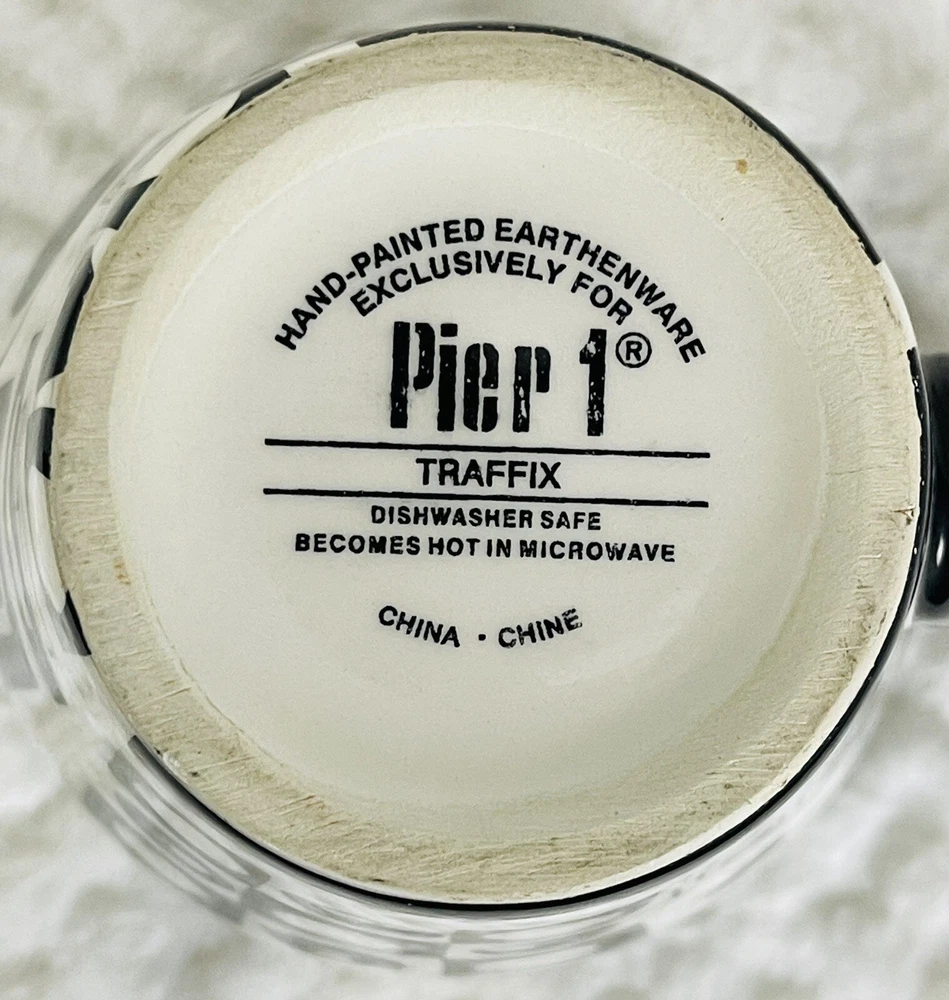 HAND-PAINTED EARTHENWARE
EXCLUSIVELY FOR
Pier 1®
TRAFFIX
DISHWASHER SAFE
BECOMES HOT IN MICROWAVE
CHINA · CHINE